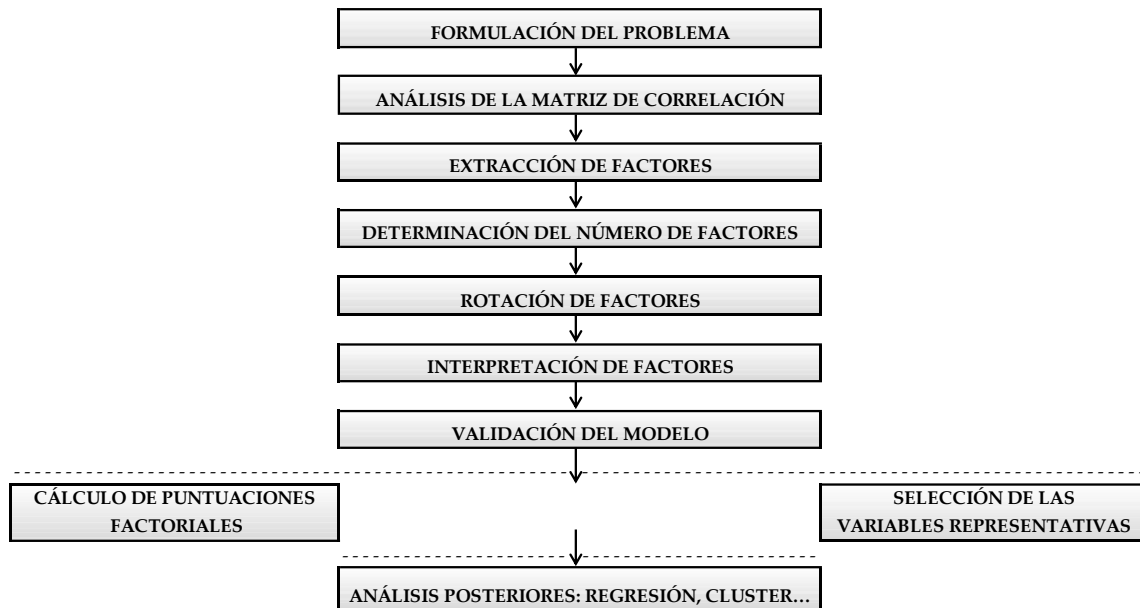 FORMULACIÓN DEL PROBLEMA
ANÁLISIS DE LA MATRIZ DE CORRELACIÓN
EXTRACCIÓN DE FACTORES
DETERMINACIÓN DEL NÚMERO DE FACTORES
ROTACIÓN DE FACTORES
INTERPRETACIÓN DE FACTORES
VALIDACIÓN DEL MODELO
CÁLCULO DE PUNTUACIONES
FACTORIALES
SELECCIÓN DE LAS
VARIABLES REPRESENTATIVAS
ANÁLISIS POSTERIORES: REGRESIÓN, CLUSTER…